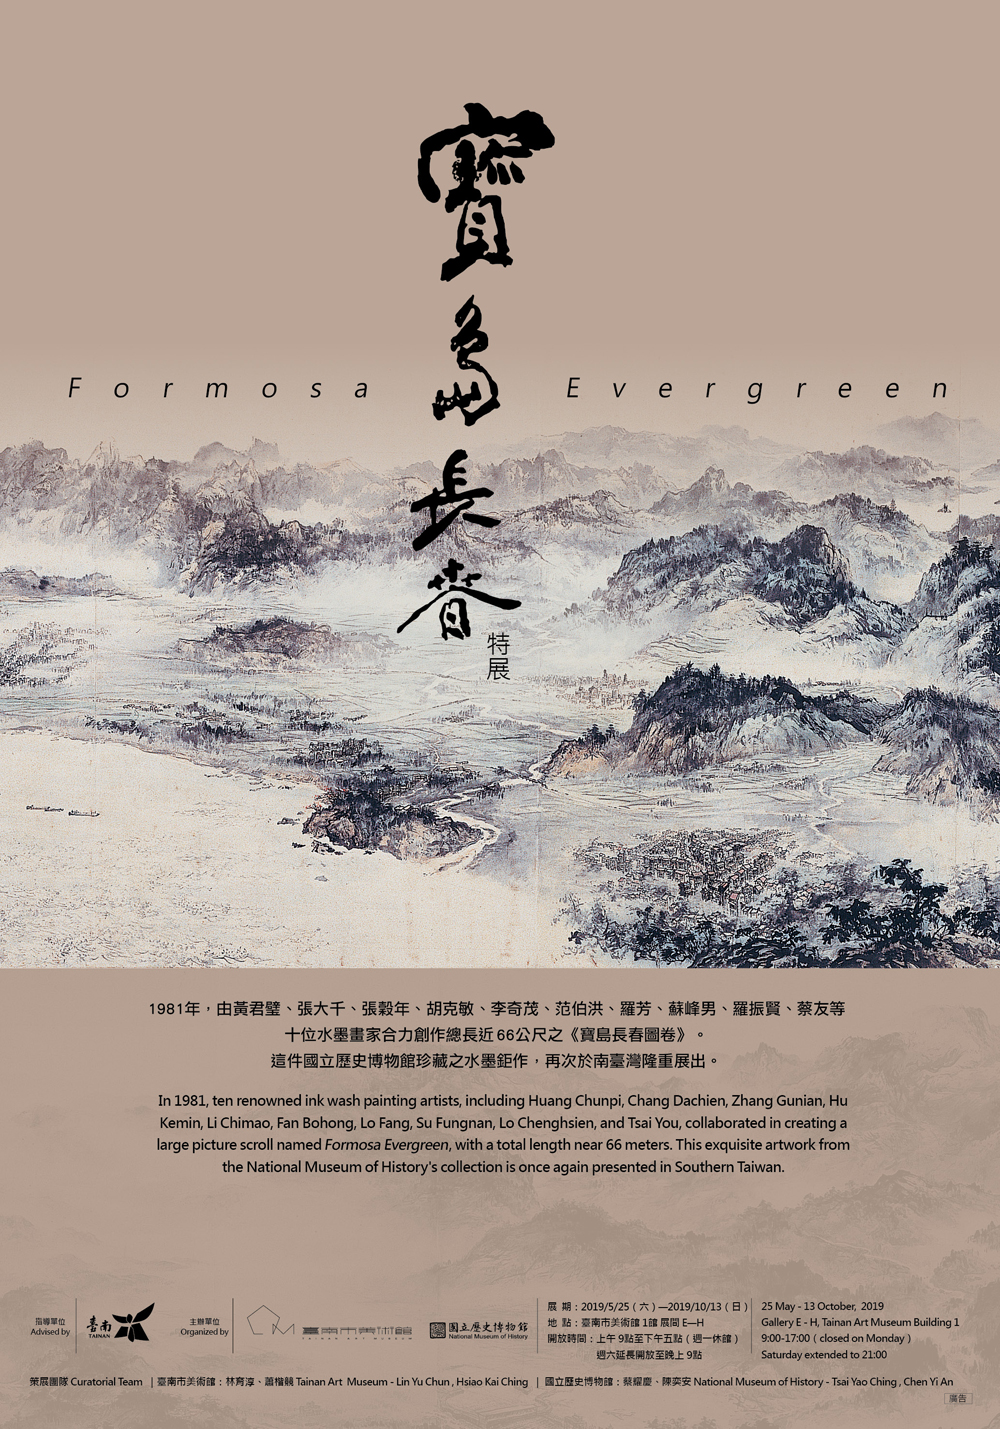 寶島長春
特展
Formosa Evergreen
1981年，由黃君璧、張大千、張穀年、胡克敏、李奇茂、范伯洪、羅芳、蘇峰男、羅振賢、蔡友等
十位水墨畫家合力創作總長近 66公尺之《寶島長春圖卷》。
這件國立歷史博物館珍藏之水墨鉅作，再次於南臺灣隆重展出。
In 1981, ten renowned ink wash painting artists, including Huang Chunpi, Chang Dachien, Zhang Gunian, Hu
Kemin, Li Chimao, Fan Bohong, Lo Fang, Su Fungnan, Lo Chenghsien, and Tsai You, collaborated in creating a
large picture scroll named Formosa Evergreen, with a total length near 66 meters. This exquisite artwork from
the National Museum of History's collection is once again presented in Southern Taiwan.
指導單位
Advised by
臺南
TAINAN
主辦單位
Organized by
臺南市美術館
TAINAN ART MUSEUM
國立歷史博物館
National Museum of History
展 期：2019/5/25（六）—2019/10/13（日）
地 點：臺南市美術館 1館 展間 E—H
開放時間：上午 9點至下午五點（週一休館）
週六延長開放至晚上 9點
25 May - 13 October, 2019
Gallery E - H, Tainan Art Museum Building 1
9:00-17:00 ( closed on Monday )
Saturday extended to 21:00
策展團隊 Curatorial Team | 臺南市美術館：林育淳、蕭楷競 Tainan Art Museum - Lin Yu Chun , Hsiao Kai Ching | 國立歷史博物館：蔡耀慶、陳奕安 National Museum of History - Tsai Yao Ching , Chen Yi An
廣告